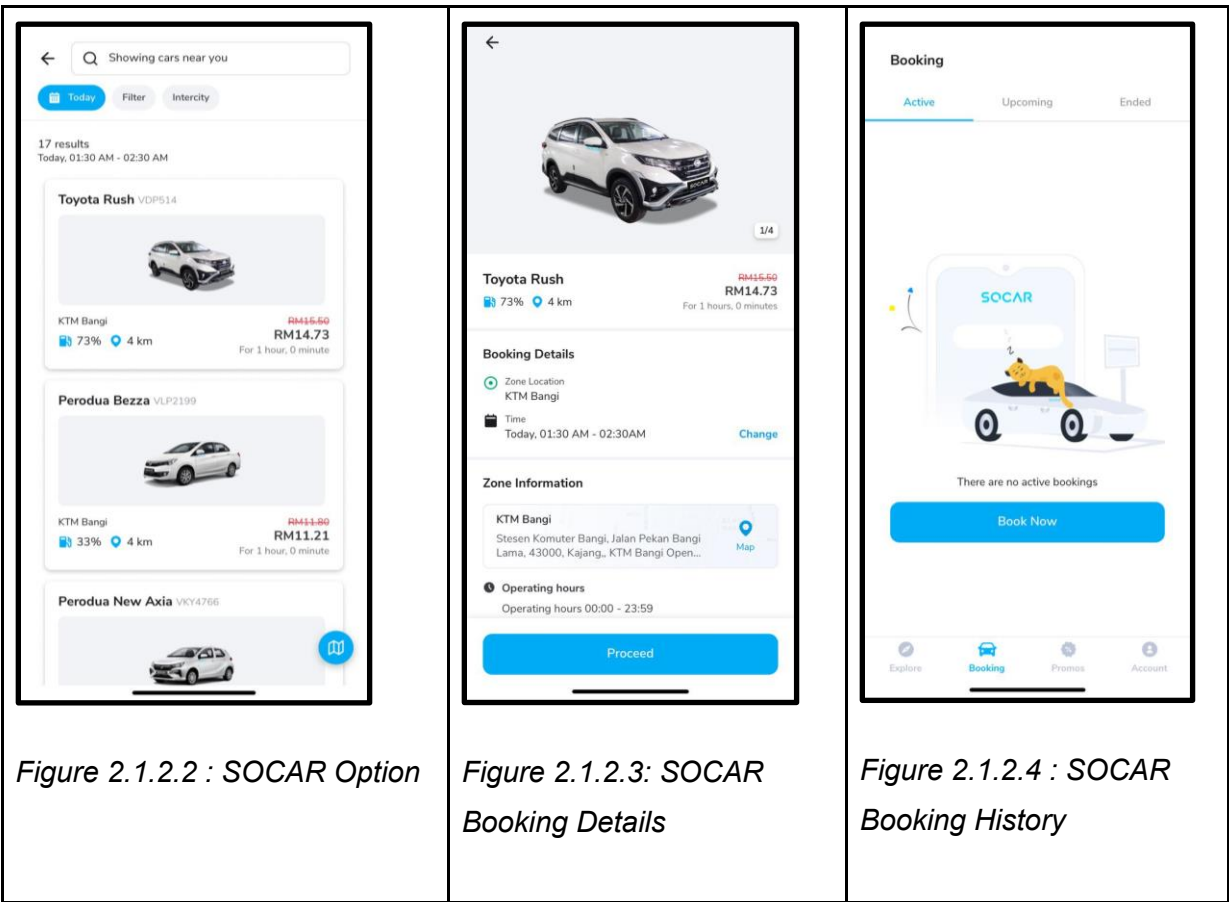 Showing cars near you
Today
Filter
Intercity
17 results
Today, 01:30 AM - 02:30 AM
Toyota Rush VDP514
KTM Bangi
RM15.50
73% 4 km
RM14.73
For 1 hour, 0 minute
Perodua Bezza VLP2199
KTM Bangi
RM11.80
33% 4 km
RM11.21
For 1 hour, 0 minute
Perodua New Axia VKY4766
Figure 2.1.2.2 : SOCAR Option
SOCAR
1/4
Toyota Rush
RM15.50
73% 4 km
RM14.73
For 1 hours, 0 minutes
Booking Details
Zone Location
KTM Bangi
Time
Today, 01:30 AM - 02:30AM
Change
Zone Information
KTM Bangi
Stesen Komuter Bangi, Jalan Pekan Bangi
Lama, 43000, Kajang,, KTM Bangi Open...
Map
Operating hours
Operating hours 00:00 - 23:59
Proceed
Figure 2.1.2.3: SOCAR
Booking Details
Booking
Active
Upcoming
Ended
SOCAR
z
z
There are no active bookings
Book Now
Explore
Booking
Promos
Account
Figure 2.1.2.4 : SOCAR
Booking History